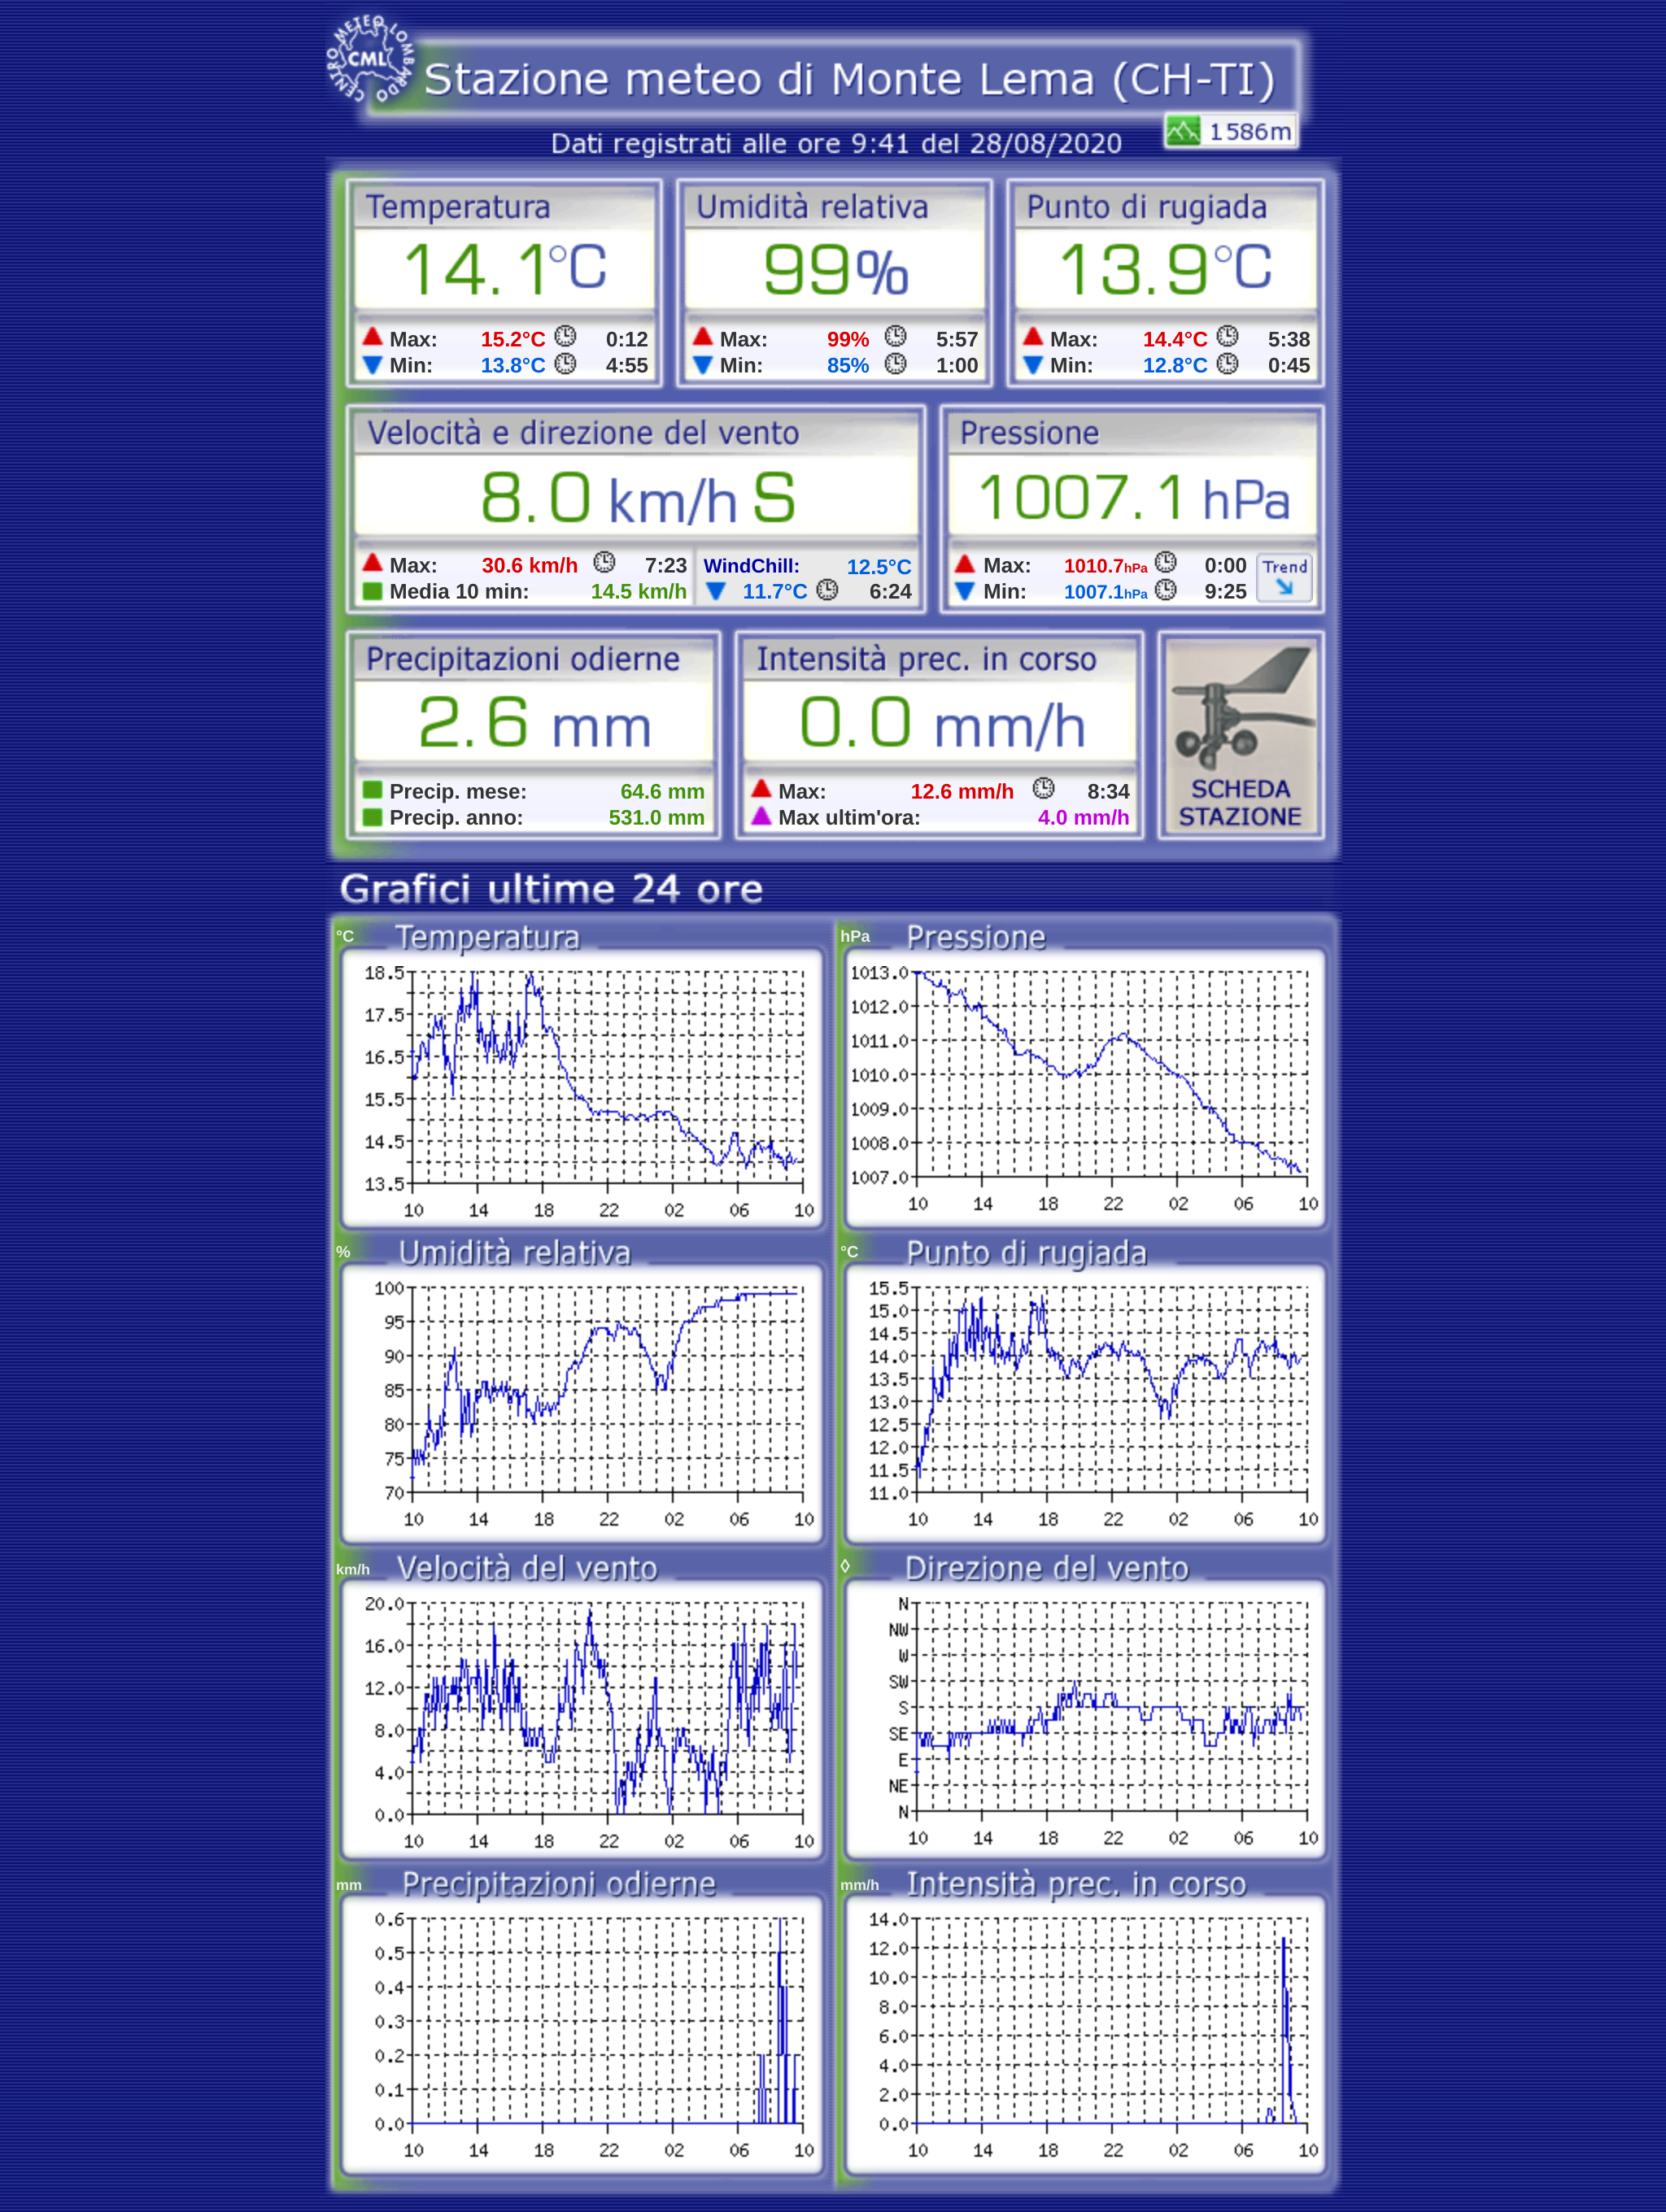 CENTRO METEO LOMBARDO
CML
Stazione meteo di Monte Lema (CH-TI)
1586m
Dati registrati alle ore 9:41 del 28/08/2020
Temperatura Umidità relativa Punto di rugiada
14.1°C 99% 13.9°C
Max: 15.2°C 0:12 Max: 99% 5:57 Max: 14.4°C 5:38
Min: 13.8°C 4:55 Min: 85% 1:00 Min: 12.8°C 0:45
Velocità e direzione del vento Pressione
8.0 km/h S 1007.1 hPa
Max: 30.6 km/h 7:23 WindChill: 12.5°C Max: 1010.7hPa 0:00 Trend
Media 10 min: 14.5 km/h 11.7°C 6:24 Min: 1007.1hPa 9:25
Precipitazioni odierne Intensità prec. in corso
2.6 mm 0.0 mm/h
Precip. mese: 64.6 mm Max: 12.6 mm/h 8:34 SCHEDA
Precip. anno: 531.0 mm Max ultim'ora: 4.0 mm/h STAZIONE
Grafici ultime 24 ore
°C Temperatura hPa Pressione
18.5 1013.0
17.5 1012.0
16.5 1011.0
15.5 1010.0
14.5 1009.0
13.5 1008.0
1007.0
10 14 18 22 02 06 10 10 14 18 22 02 06 10
% Umidità relativa °C Punto di rugiada
100 15.5
95 15.0
90 14.5
85 14.0
80 13.5
75 13.0
70 12.5
12.0
11.5
11.0
10 14 18 22 02 06 10 10 14 18 22 02 06 10
km/h Velocità del vento ◊ Direzione del vento
20.0 N
16.0 NW
12.0 W
8.0 SW
4.0 S
0.0 SE
E
NE
N
10 14 18 22 02 06 10 10 14 18 22 02 06 10
mm Precipitazioni odierne mm/h Intensità prec. in corso
0.6 14.0
0.5 12.0
0.4 10.0
0.3 8.0
0.2 6.0
0.1 4.0
0.0 2.0
0.0
10 14 18 22 02 06 10 10 14 18 22 02 06 10